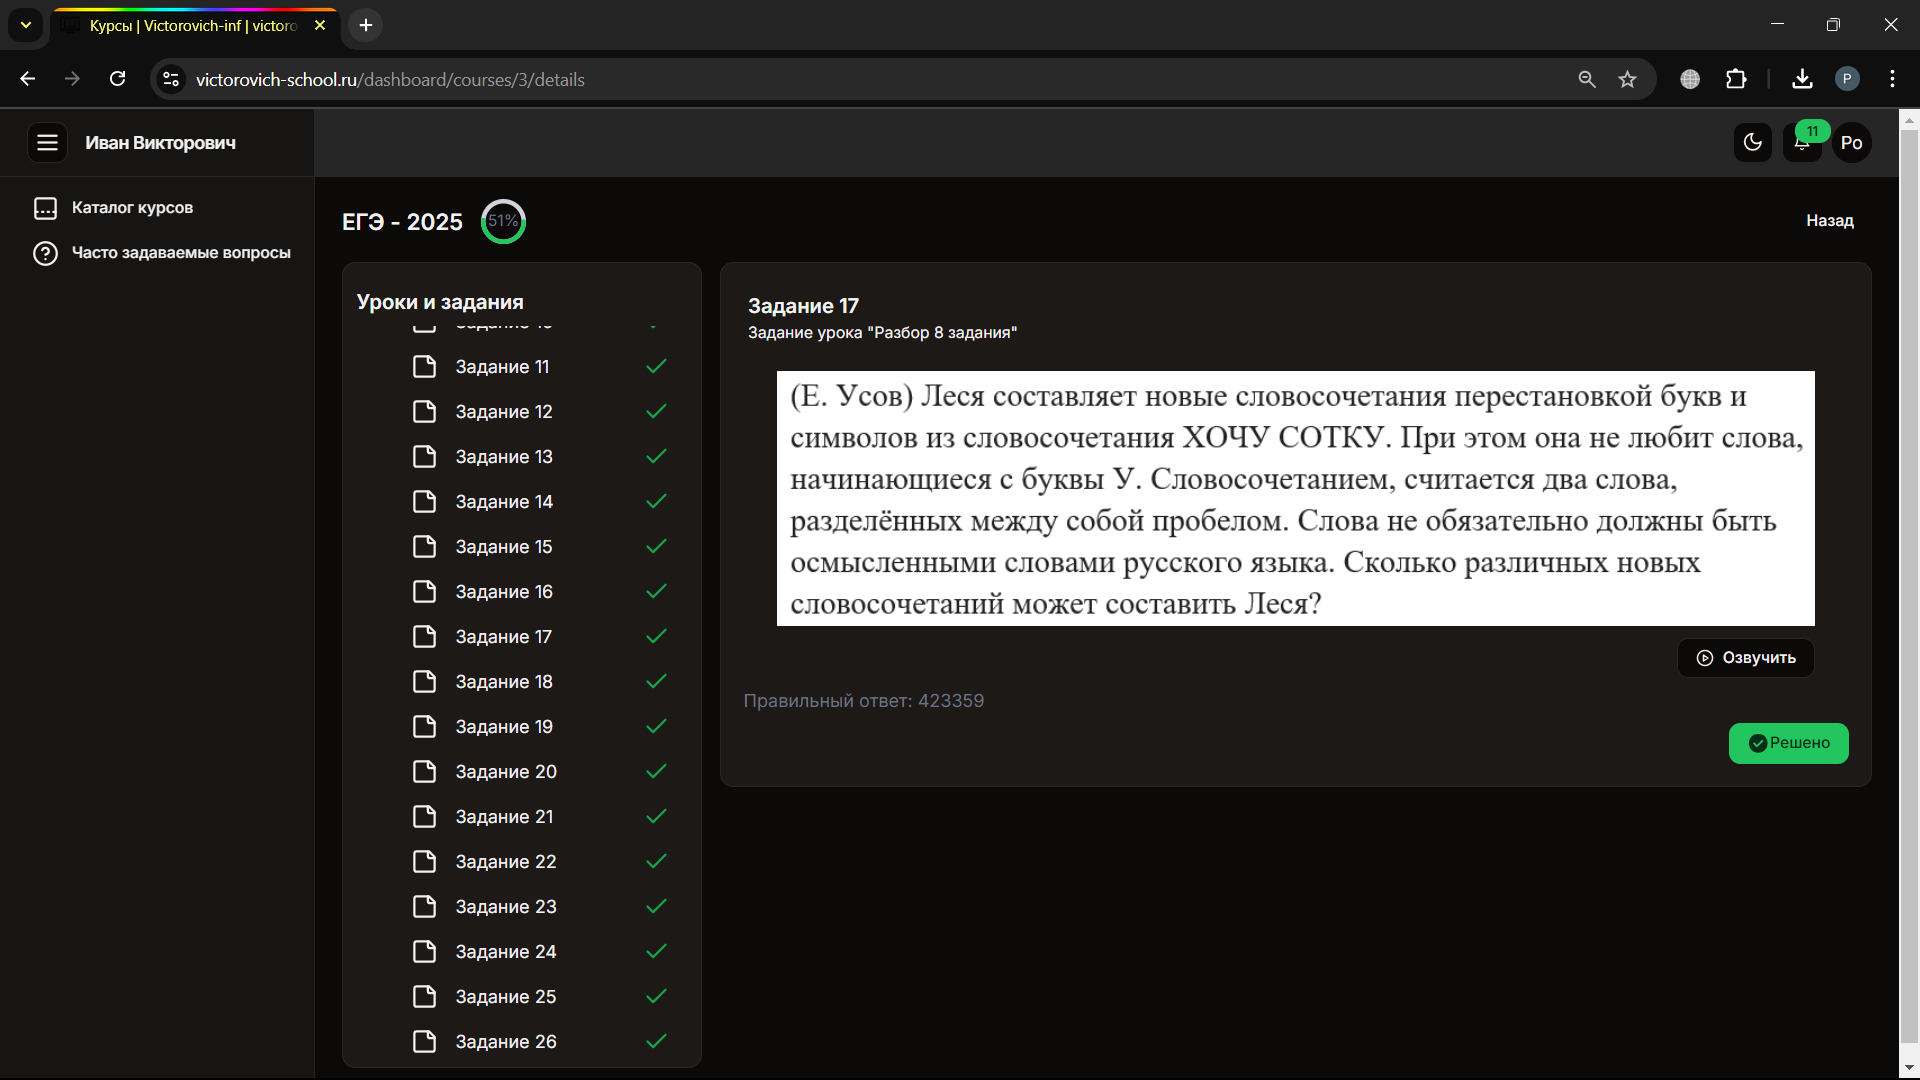 Курсы | Victorovich-inf | victoro
victorovich-school.ru/dashboard/courses/3/details
P
Иван Викторович
11
Po
Каталог курсов
Часто задаваемые вопросы
ЕГЭ - 2025
51%
Назад
Уроки и задания
Задание 10
Задание 11
Задание 12
Задание 13
Задание 14
Задание 15
Задание 16
Задание 17
Задание 18
Задание 19
Задание 20
Задание 21
Задание 22
Задание 23
Задание 24
Задание 25
Задание 26
Задание 17
Задание урока "Разбор 8 задания"
(Е. Усов) Леся составляет новые словосочетания перестановкой букв и
символов из словосочетания ХОЧУ СОТКУ. При этом она не любит слова,
начинающиеся с буквы У. Словосочетанием, считается два слова,
разделённых между собой пробелом. Слова не обязательно должны быть
осмысленными словами русского языка. Сколько различных новых
словосочетаний может составить Леся?
Озвучить
Правильный ответ: 423359
Решено